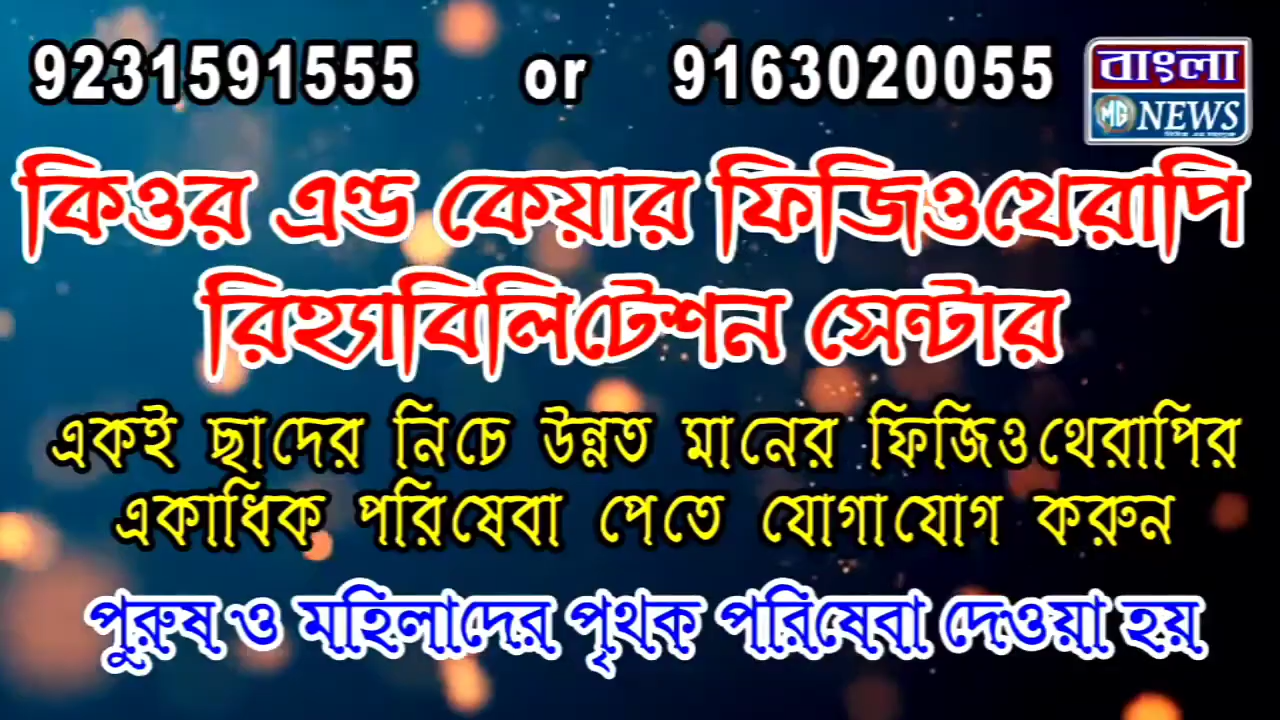 9231591555 or 9163020055
বাংলা
MG NEWS
কিওর এণ্ড কেয়ার ফিজিওথেরাপি
রিহ্যাবিলিটেশন সেন্টার
একই ছাদের নিচে উন্নত মানের ফিজিওথেরাপির
একাধিক পরিষেবা পেতে যোগাযোগ করুন
পুরুষ ও মহিলাদের পৃথক পরিষেবা দেওয়া হয়